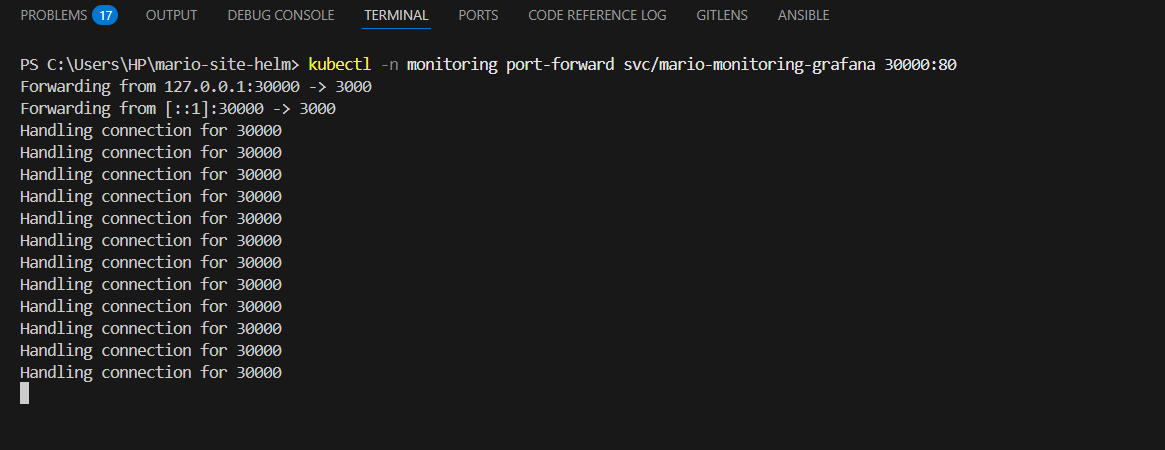 PROBLEMS 17 OUTPUT DEBUG CONSOLE TERMINAL PORTS CODE REFERENCE LOG GITLENS ANSIBLE
PS C:\Users\HP\mario-site-helm> kubectl -n monitoring port-forward svc/mario-monitoring-grafana 30000:80
Forwarding from 127.0.0.1:30000 -> 3000
Forwarding from [::1]:30000 -> 3000
Handling connection for 30000
Handling connection for 30000
Handling connection for 30000
Handling connection for 30000
Handling connection for 30000
Handling connection for 30000
Handling connection for 30000
Handling connection for 30000
Handling connection for 30000
Handling connection for 30000
Handling connection for 30000
Handling connection for 30000